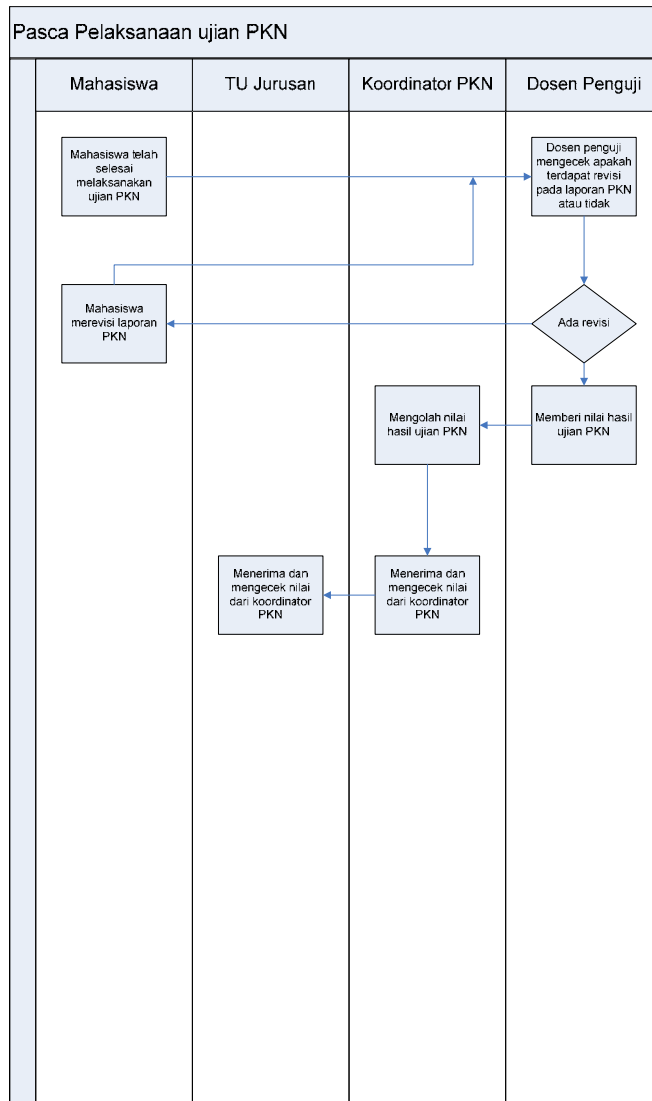 Pasca Pelaksanaan ujian PKN
Mahasiswa
TU Jurusan
Koordinator PKN
Dosen Penguji
Mahasiswa telah
selesai
melaksanakan
ujian PKN
Dosen penguji
mengecek apakah
terdapat revisi
pada laporan PKN
atau tidak
Mahasiswa
merevisi laporan
PKN
Ada revisi
Mengolah nilai
hasil ujian PKN
Memberi nilai hasil
ujian PKN
Menerima dan
mengecek nilai
dari koordinator
PKN
Menerima dan
mengecek nilai
dari koordinator
PKN